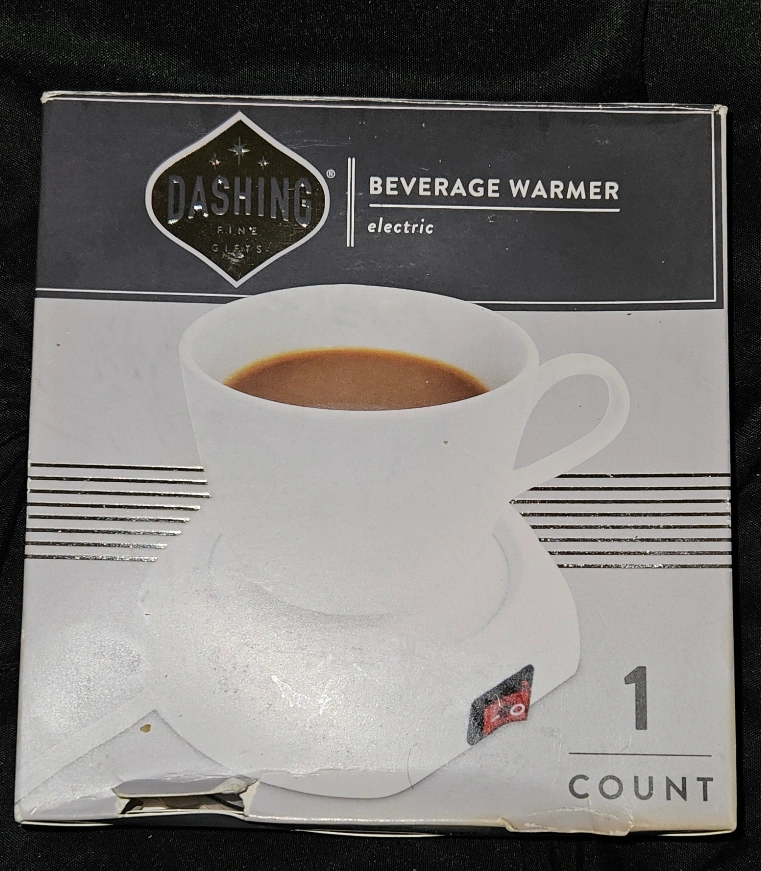 DASHING®
FINE
GIFTS
BEVERAGE WARMER
electric
1
COUNT